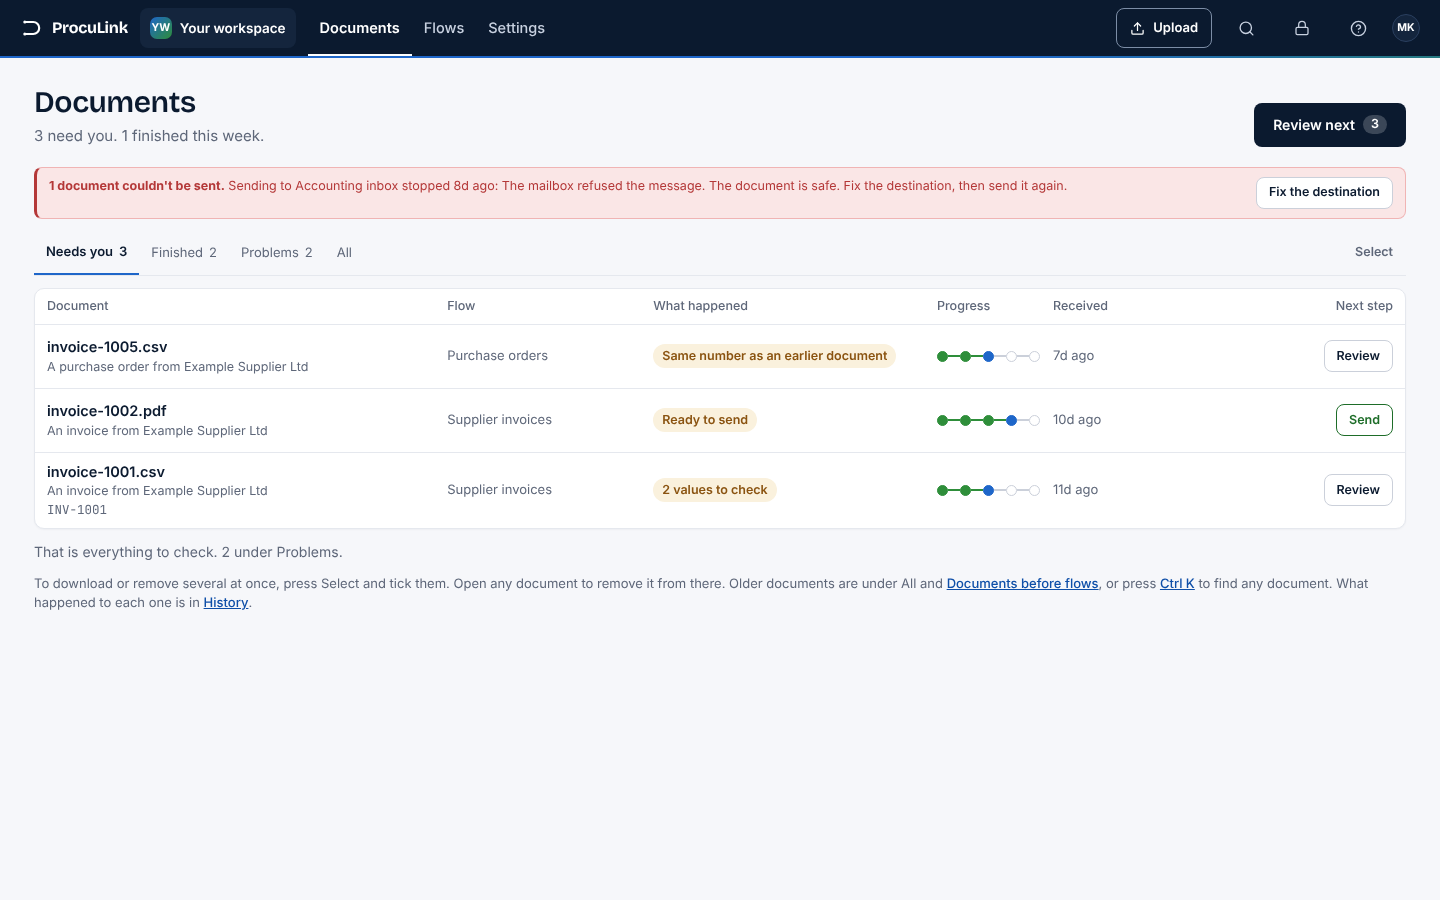 ProcuLink
YW Your workspace
Documents
Flows
Settings
Upload
MK
Documents
3 need you. 1 finished this week.
Review next 3
1 document couldn't be sent. Sending to Accounting inbox stopped 8d ago: The mailbox refused the message. The document is safe. Fix the destination, then send it again.
Fix the destination
Needs you 3
Finished 2
Problems 2
All
Select
Document Flow What happened Progress Received Next step
invoice-1005.csv
A purchase order from Example Supplier Ltd
Purchase orders
Same number as an earlier document
7d ago
Review
invoice-1002.pdf
An invoice from Example Supplier Ltd
Supplier invoices
Ready to send
10d ago
Send
invoice-1001.csv
An invoice from Example Supplier Ltd
INV-1001
Supplier invoices
2 values to check
11d ago
Review
That is everything to check. 2 under Problems.
To download or remove several at once, press Select and tick them. Open any document to remove it from there. Older documents are under All and Documents before flows, or press Ctrl K to find any document. What
happened to each one is in History.